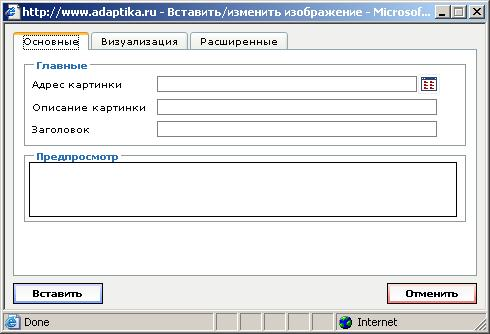 http://www.adaptika.ru - Вставить/изменить изображение - Microsof...
Основные Визуализация Расширенные
Главные
Адрес картинки
Описание картинки
Заголовок
Предпросмотр
Вставить Отменить
Done Internet